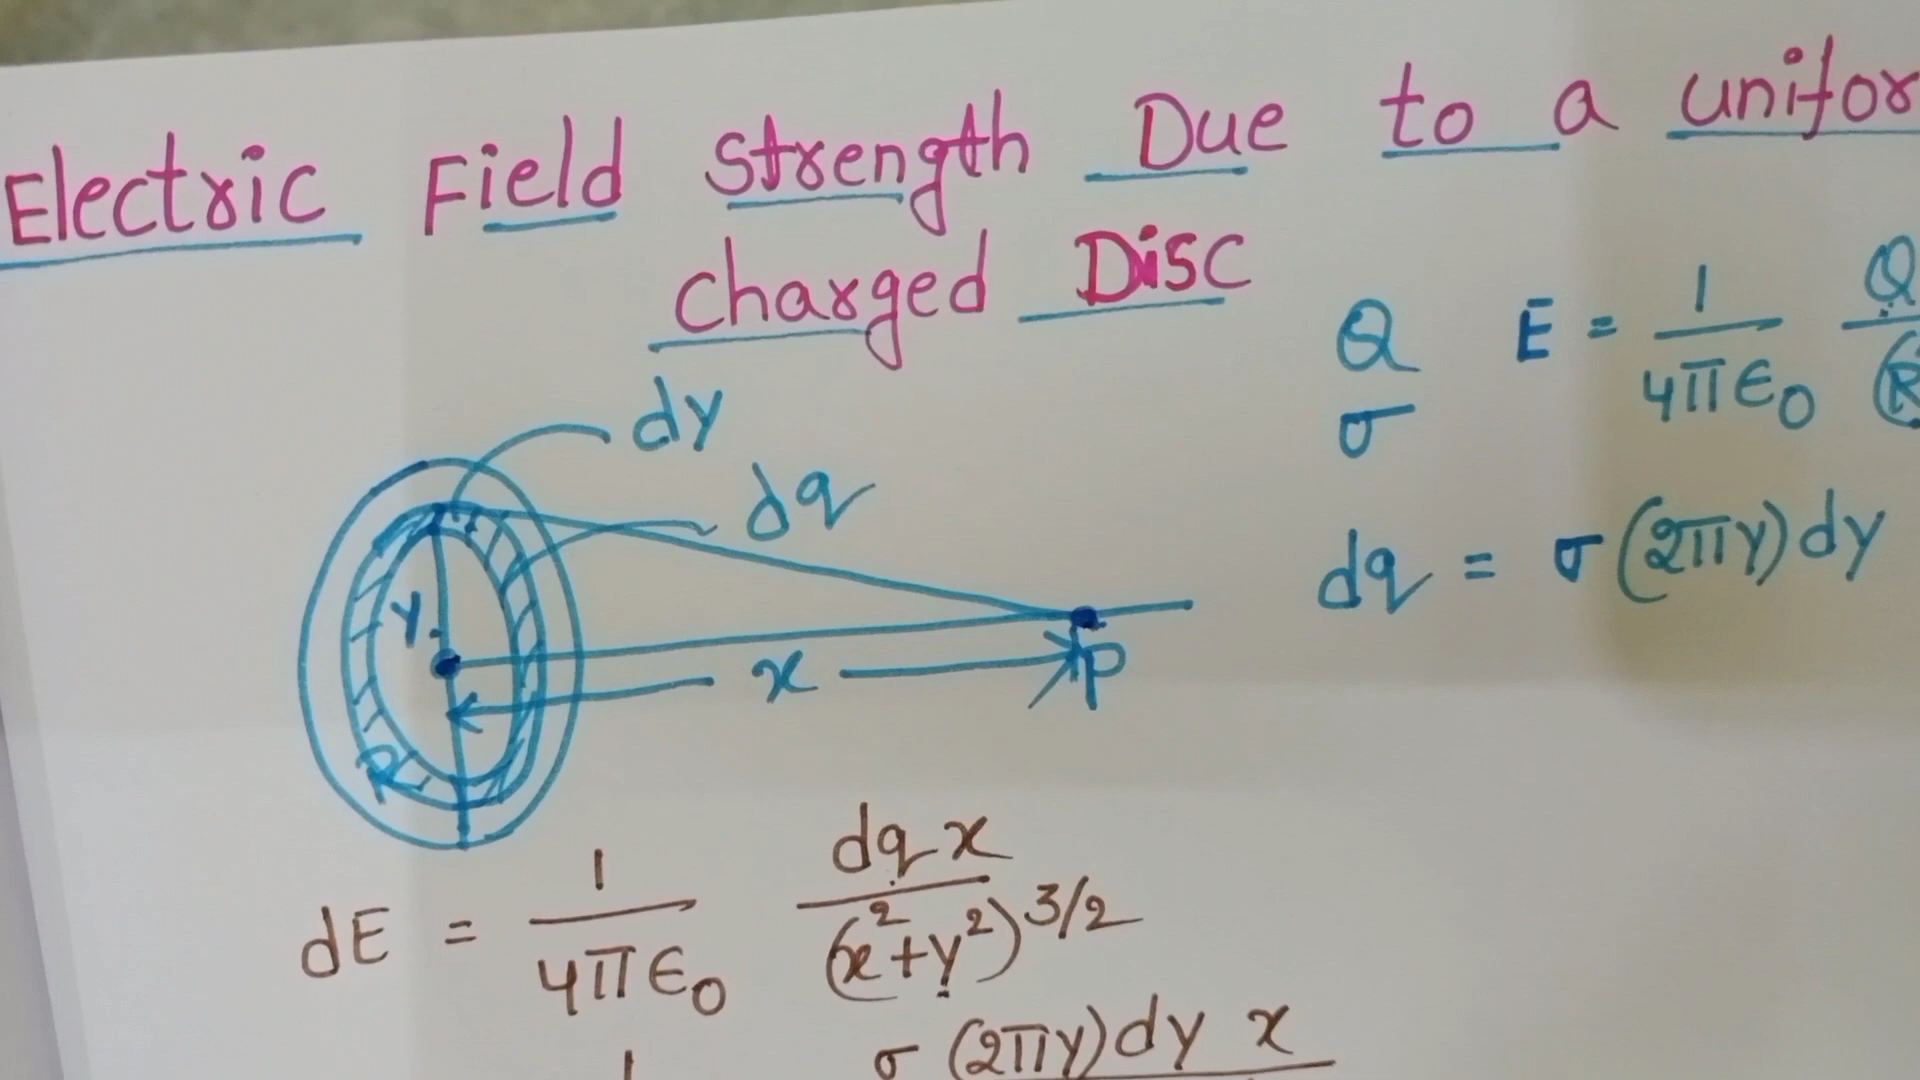 Electric Field Strength Due to a unifor
charged Disc
Q E = 1/4πϵ0 Q/(R
σ
dy
dq
dq = σ(2πy)dy
y
x
P
R
dE = 1/4πϵ0 dq x/(x²+y²)^3/2
1 σ(2πy)dy x